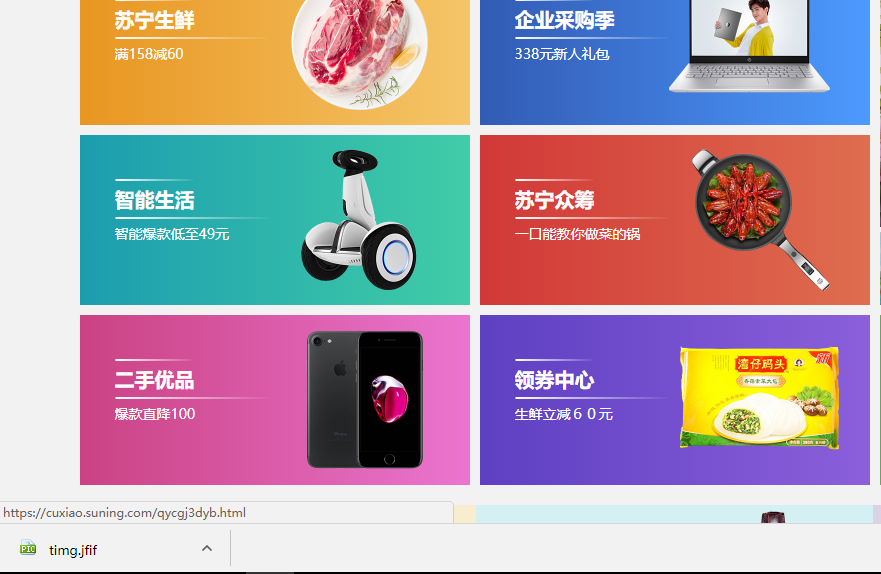 苏宁生鲜
满158减60
企业采购季
338元新人礼包
智能生活
智能爆款低至49元
苏宁众筹
一口能教你做菜的锅
二手优品
爆款直降100
领券中心
生鲜立减６０元
湾仔码头
https://cuxiao.suning.com/qycgj3dyb.html
PIC
timg.jfif